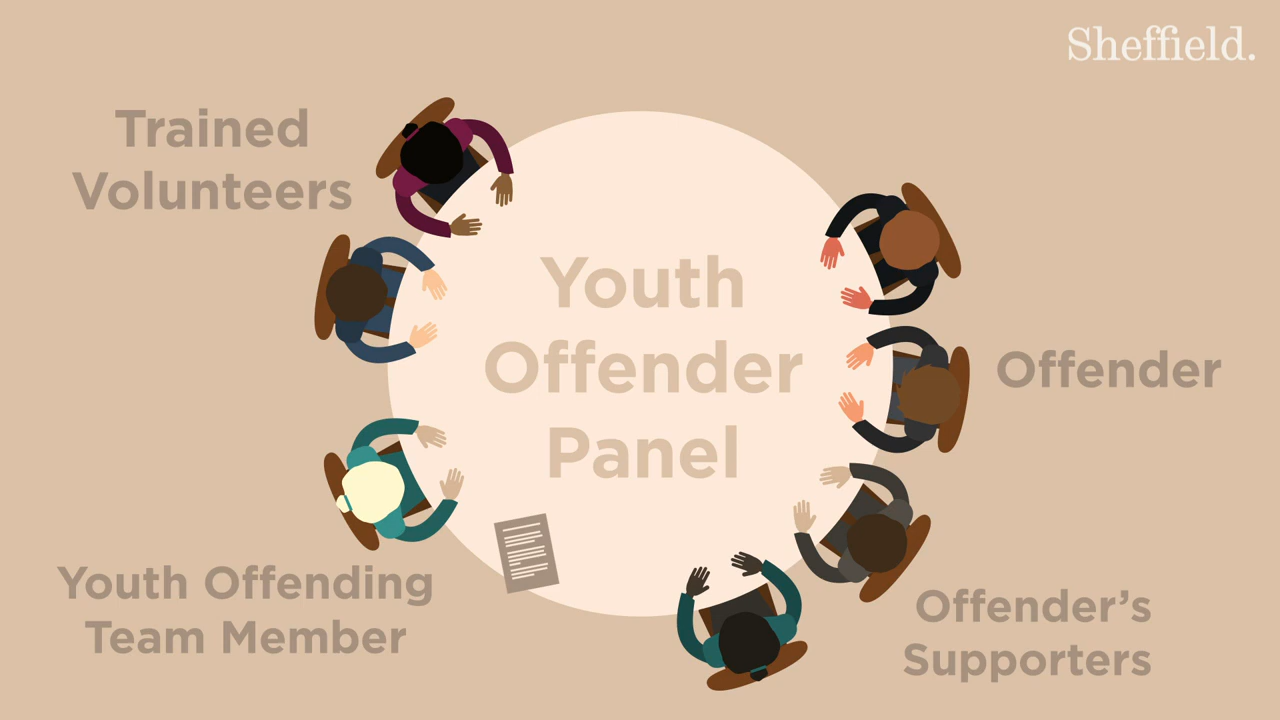 Sheffield.
Trained
Volunteers
Youth
Offender
Panel
Offender
Youth Offending
Team Member
Offender’s
Supporters